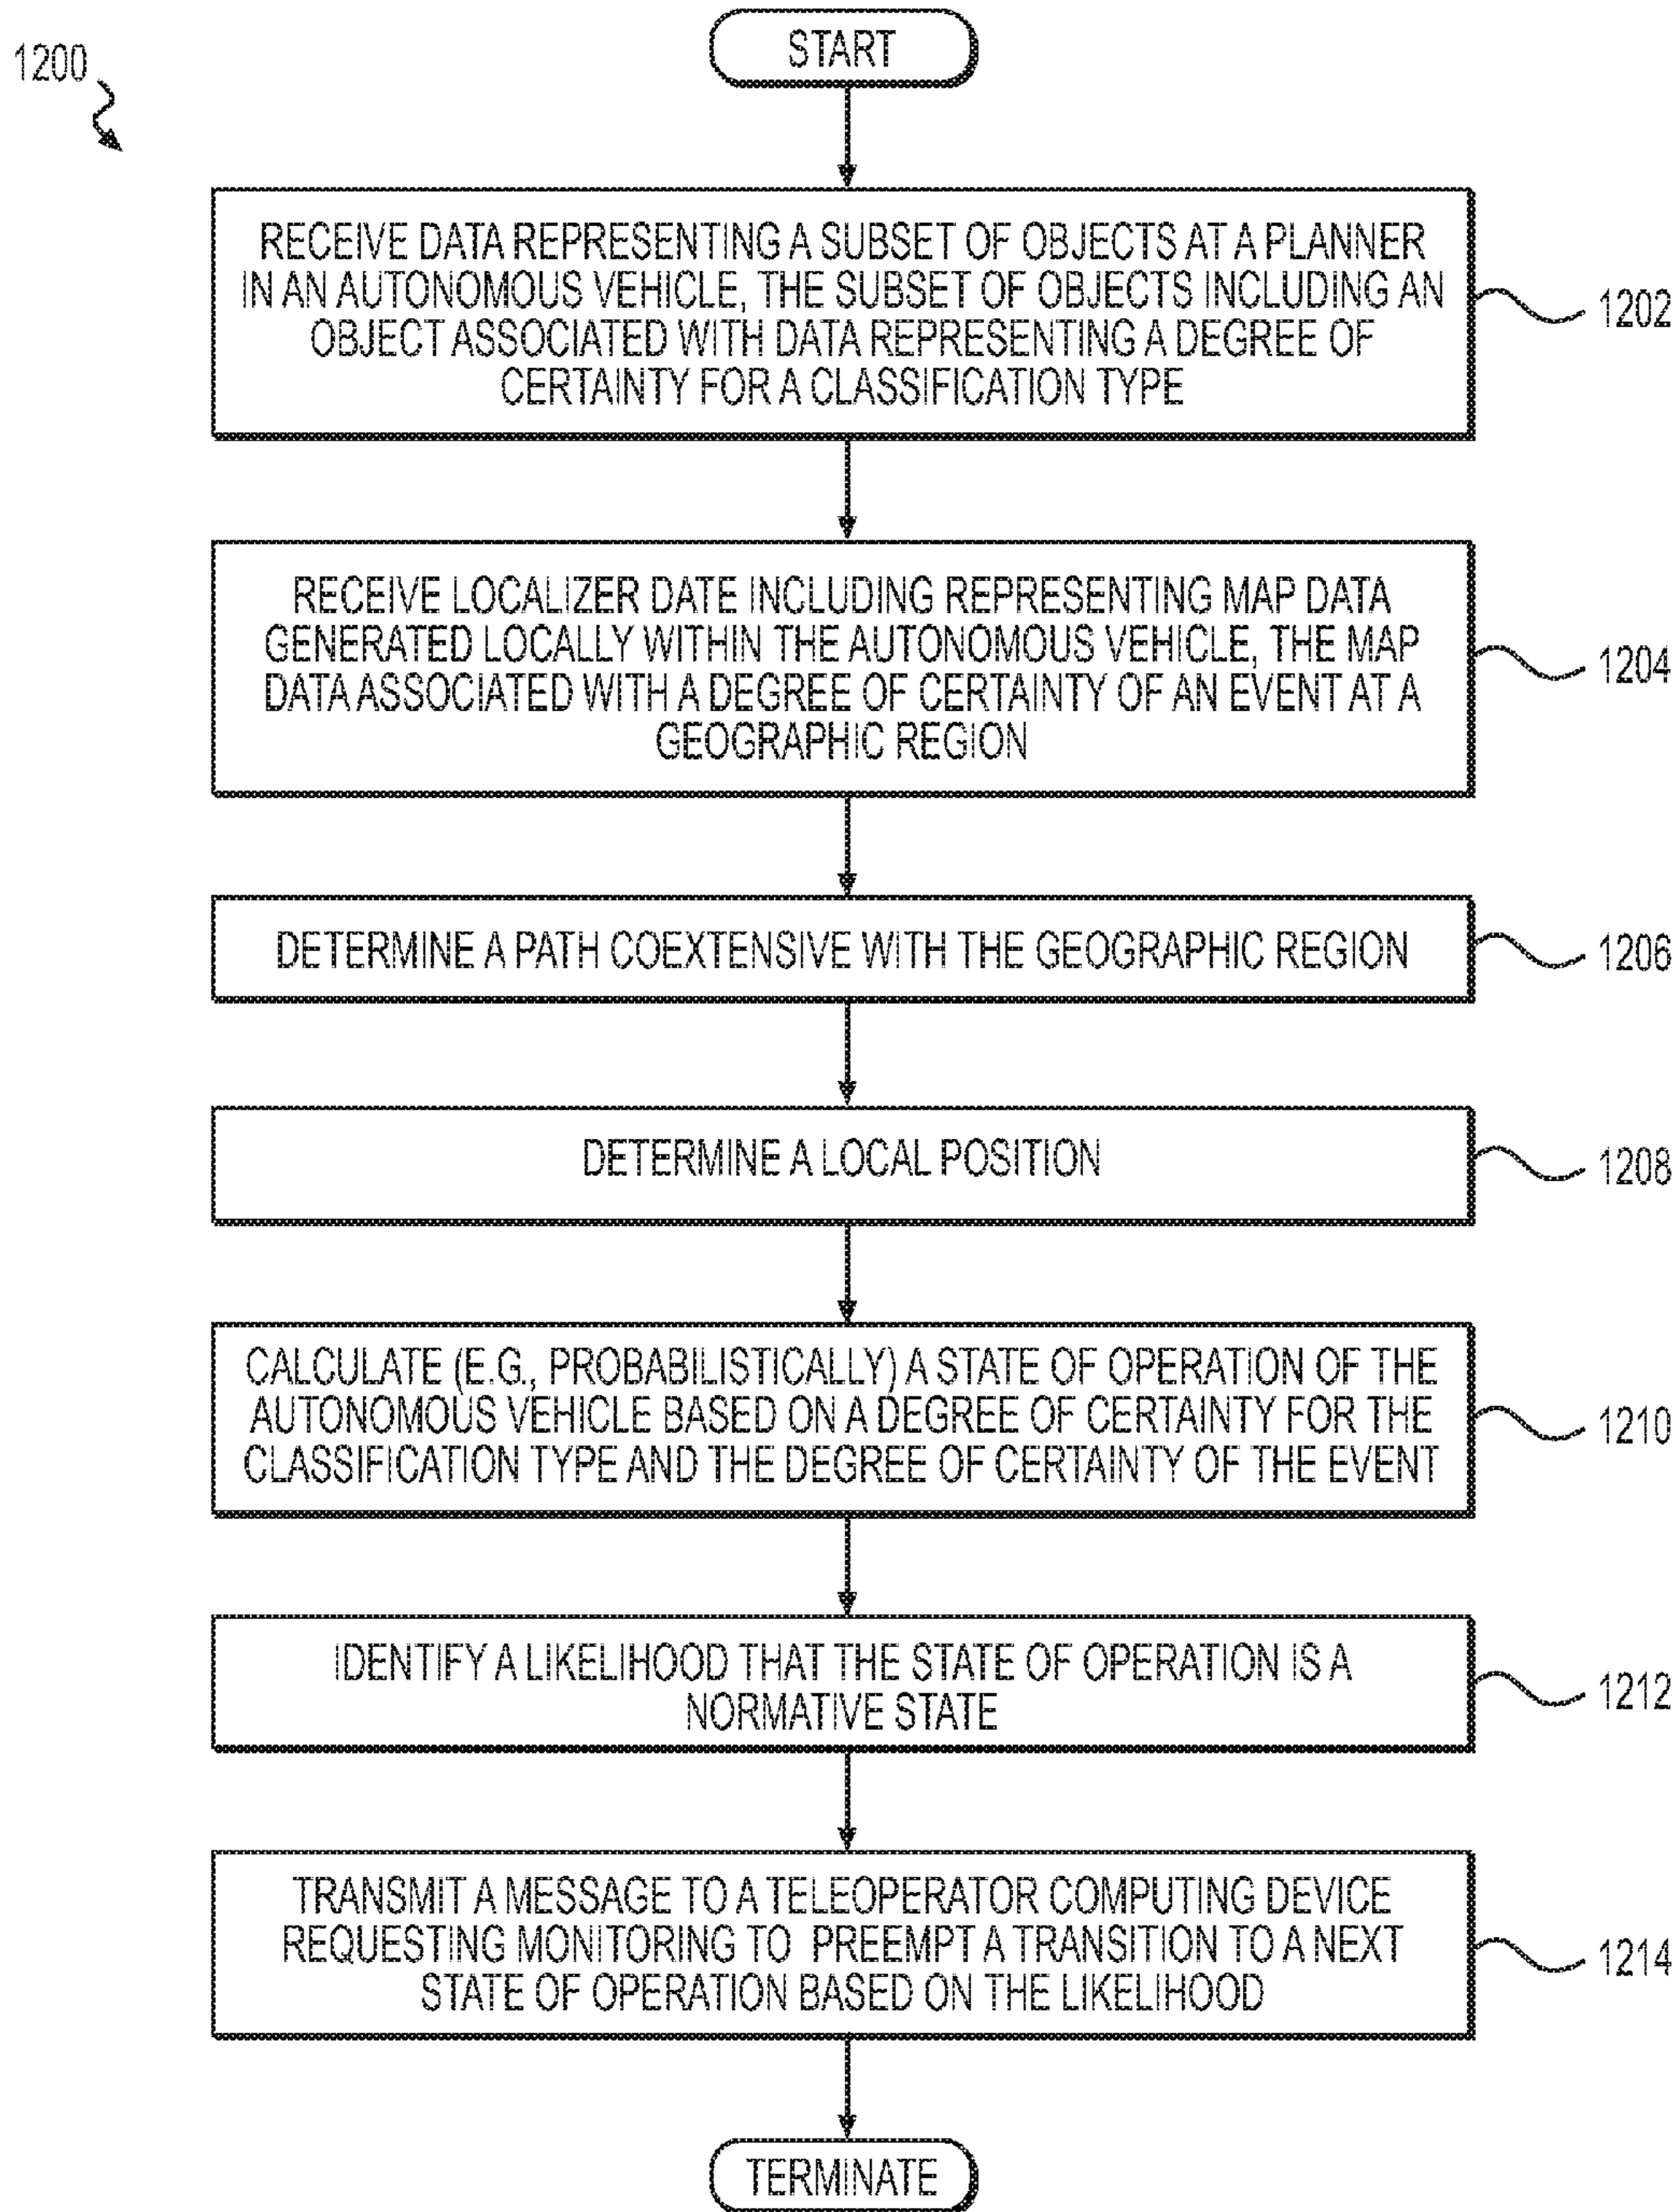 1200
START
RECEIVE DATA REPRESENTING A SUBSET OF OBJECTS AT A PLANNER
IN AN AUTONOMOUS VEHICLE, THE SUBSET OF OBJECTS INCLUDING AN
OBJECT ASSOCIATED WITH DATA REPRESENTING A DEGREE OF
CERTAINTY FOR A CLASSIFICATION TYPE
1202
RECEIVE LOCALIZER DATE INCLUDING REPRESENTING MAP DATA
GENERATED LOCALLY WITHIN THE AUTONOMOUS VEHICLE, THE MAP
DATA ASSOCIATED WITH A DEGREE OF CERTAINTY OF AN EVENT AT A
GEOGRAPHIC REGION
1204
DETERMINE A PATH COEXTENSIVE WITH THE GEOGRAPHIC REGION
1206
DETERMINE A LOCAL POSITION
1208
CALCULATE (E.G., PROBABILISTICALLY) A STATE OF OPERATION OF THE
AUTONOMOUS VEHICLE BASED ON A DEGREE OF CERTAINTY FOR THE
CLASSIFICATION TYPE AND THE DEGREE OF CERTAINTY OF THE EVENT
1210
IDENTIFY A LIKELIHOOD THAT THE STATE OF OPERATION IS A
NORMATIVE STATE
1212
TRANSMIT A MESSAGE TO A TELEOPERATOR COMPUTING DEVICE
REQUESTING MONITORING TO PREEMPT A TRANSITION TO A NEXT
STATE OF OPERATION BASED ON THE LIKELIHOOD
1214
TERMINATE